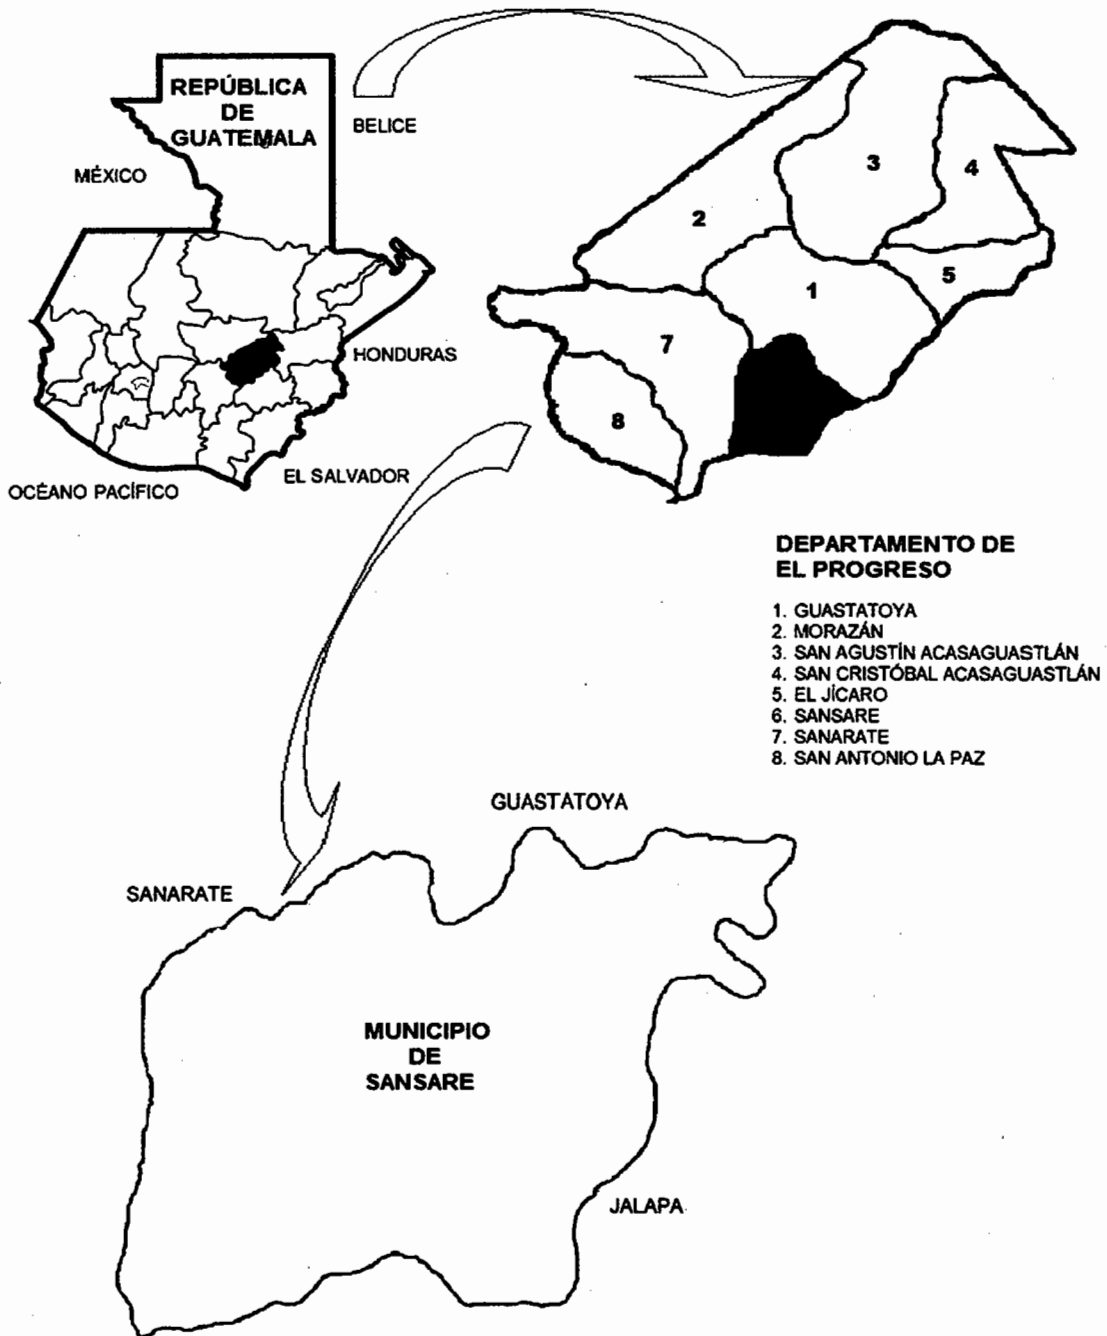 REPÚBLICA
DE
GUATEMALA
BELICE
MÉXICO
HONDURAS
EL SALVADOR
OCÉANO PACÍFICO
3
4
2
5
1
7
8
DEPARTAMENTO DE
EL PROGRESO
1. GUASTATOYA
2. MORAZÁN
3. SAN AGUSTÍN ACASAGUASTLÁN
4. SAN CRISTÓBAL ACASAGUASTLÁN
5. EL JÍCARO
6. SANSARE
7. SANARATE
8. SAN ANTONIO LA PAZ
GUASTATOYA
SANARATE
MUNICIPIO
DE
SANSARE
JALAPA